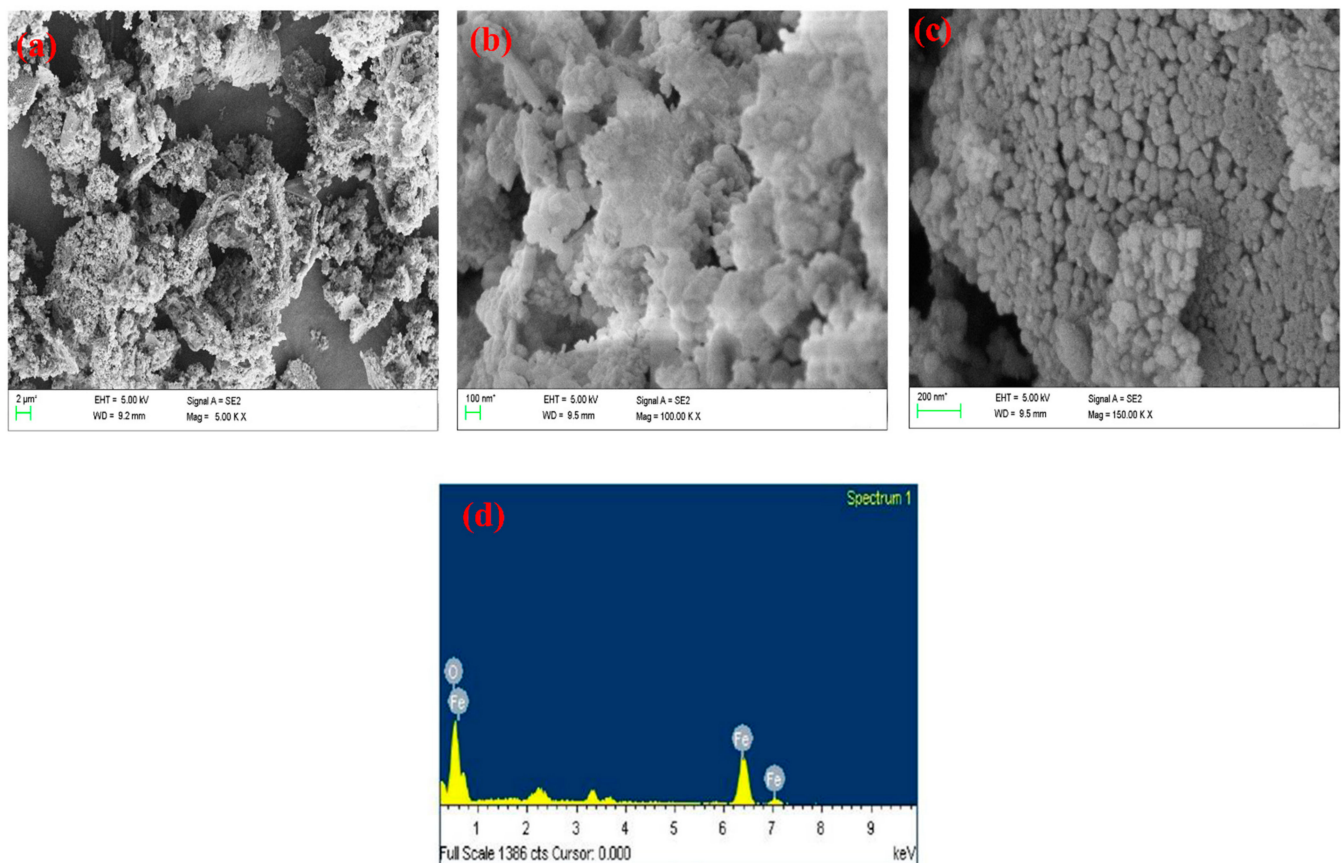 (a)
2 µm*
EHT = 5.00 kV
Signal A = SE2
WD = 9.2 mm
Mag = 5.00 K X
(b)
100 nm*
EHT = 5.00 kV
Signal A = SE2
WD = 9.5 mm
Mag = 100.00 K X
(c)
200 nm*
EHT = 5.00 kV
Signal A = SE2
WD = 9.5 mm
Mag = 150.00 K X
(d)
Spectrum 1
O
Fe
Fe
Fe
1 2 3 4 5 6 7 8 9
Full Scale 1386 cts Cursor: 0.000
keV